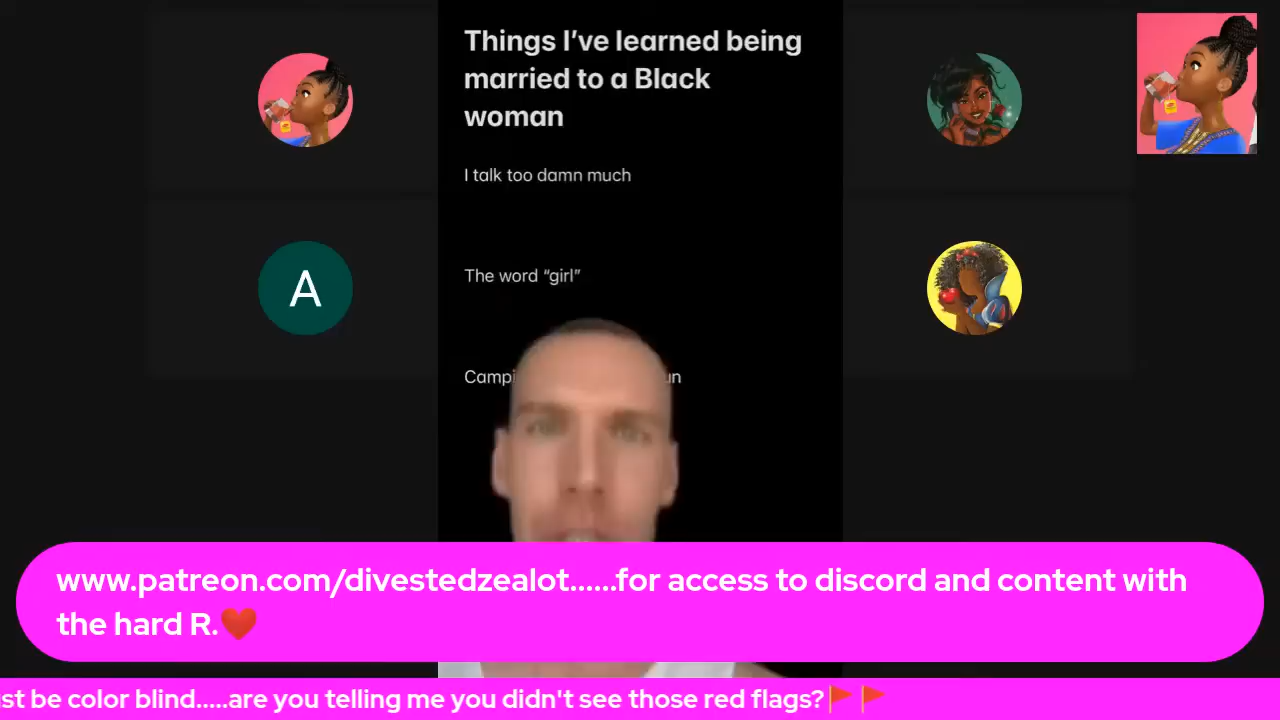 Things I’ve learned being
married to a Black
woman
I talk too damn much
The word “girl”
A
www.patreon.com/divestedzealot......for access to discord and content with
the hard R.❤️
be color blind.....are you telling me you didn't see those red flags?🚩🚩